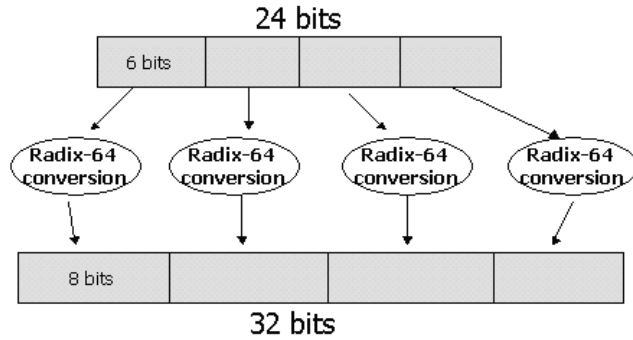 24 bits
6 bits
Radix-64
conversion
Radix-64
conversion
Radix-64
conversion
Radix-64
conversion
8 bits
32 bits